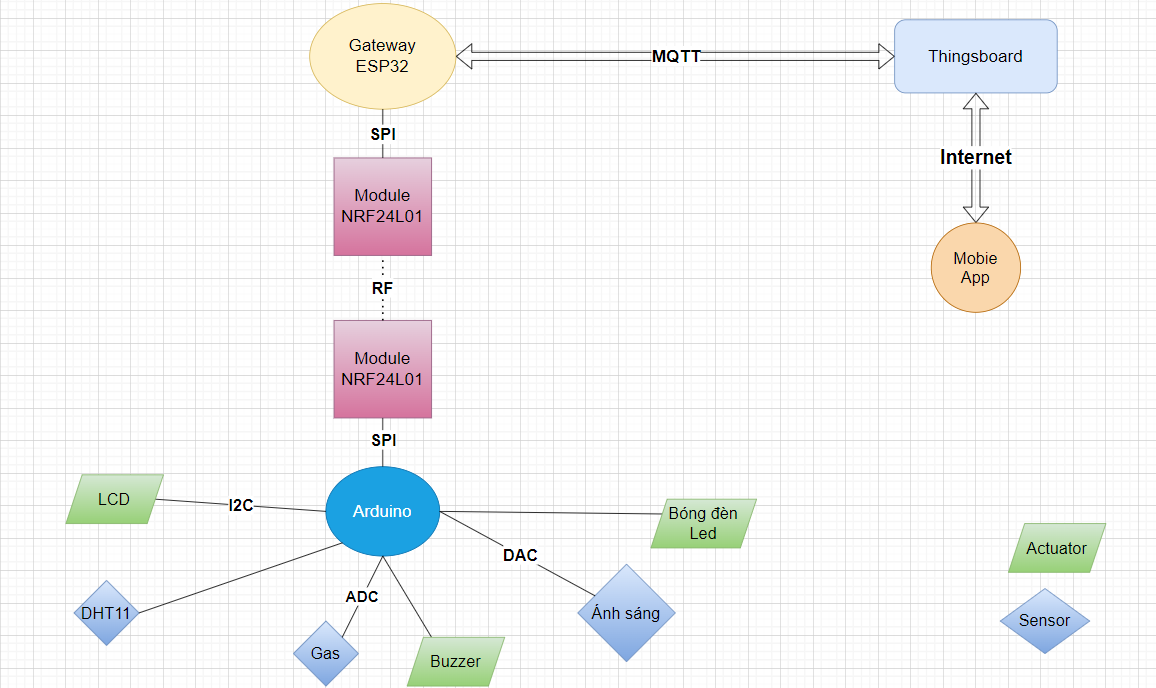 Gateway
ESP32
MQTT
Thingsboard
SPI
Internet
Module
NRF24L01
Mobie
App
RF
Module
NRF24L01
SPI
LCD
I2C
Arduino
Bóng đèn
Led
Actuator
DAC
ADC
DHT11
Ánh sáng
Sensor
Gas
Buzzer